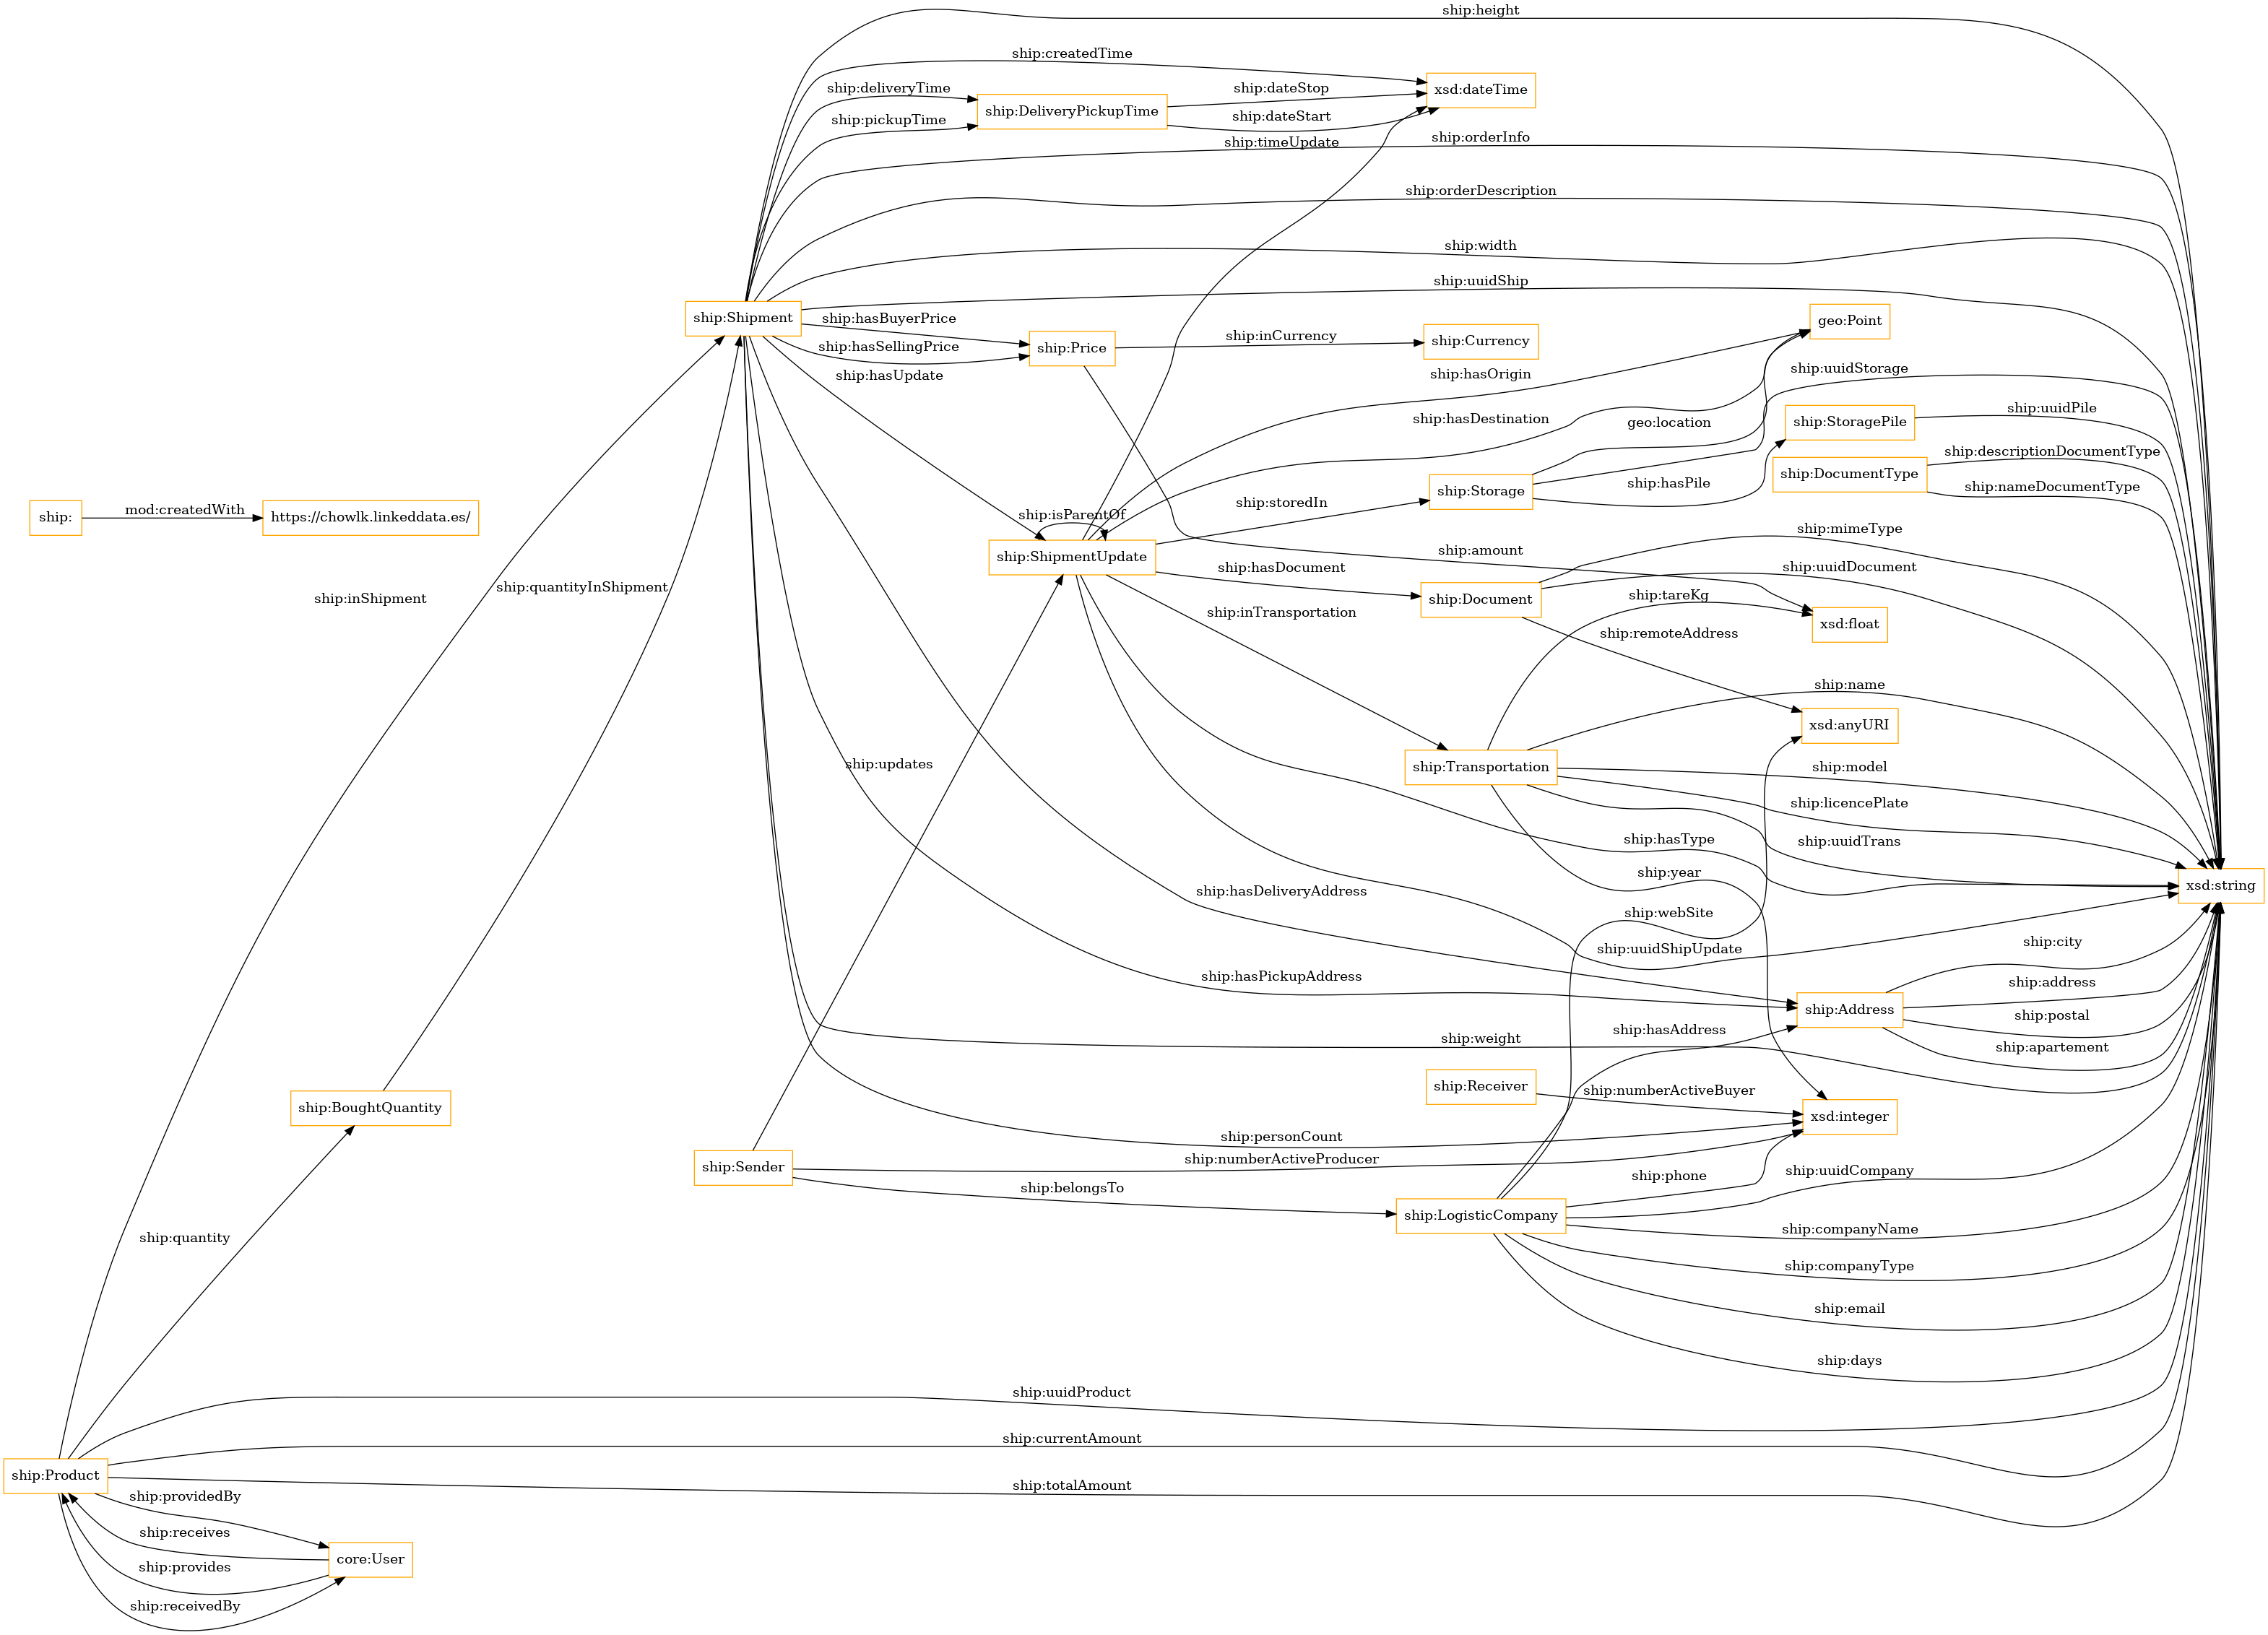 ship:height
ship:createdTime
xsd:dateTime
ship:deliveryTime
ship:dateStop
ship:DeliveryPickupTime
ship:pickupTime
ship:dateStart
ship:timeUpdate
ship:orderInfo
ship:orderDescription
ship:width
ship:uuidShip
ship:Shipment
ship:hasBuyerPrice
geo:Point
ship:inCurrency
ship:Currency
ship:Price
ship:hasSellingPrice
ship:hasUpdate
ship:hasOrigin
ship:uuidStorage
ship:hasDestination
geo:location
ship:StoragePile
ship:uuidPile
ship:descriptionDocumentType
ship:DocumentType
ship:nameDocumentType
ship:Storage
ship:hasPile
ship:storedIn
ship:
mod:createdWith
https://chowlk.linkeddata.es/
ship:isParentOf
ship:ShipmentUpdate
ship:mimeType
ship:amount
ship:hasDocument
ship:uuidDocument
ship:Document
ship:inShipment
ship:quantityInShipment
ship:tareKg
ship:inTransportation
xsd:float
ship:remoteAddress
ship:name
xsd:anyURI
ship:updates
ship:Transportation
ship:model
ship:licencePlate
ship:hasType
ship:uuidTrans
ship:year
xsd:string
ship:hasDeliveryAddress
ship:webSite
ship:uuidShipUpdate
ship:city
ship:hasPickupAddress
ship:address
ship:Address
ship:postal
ship:hasAddress
ship:weight
ship:apartement
ship:Receiver
ship:numberActiveBuyer
ship:BoughtQuantity
xsd:integer
ship:personCount
ship:Sender
ship:numberActiveProducer
ship:belongsTo
ship:phone
ship:uuidCompany
ship:LogisticCompany
ship:companyName
ship:quantity
ship:companyType
ship:email
ship:days
ship:uuidProduct
ship:currentAmount
ship:Product
ship:totalAmount
ship:providedBy
ship:receives
core:User
ship:provides
ship:receivedBy